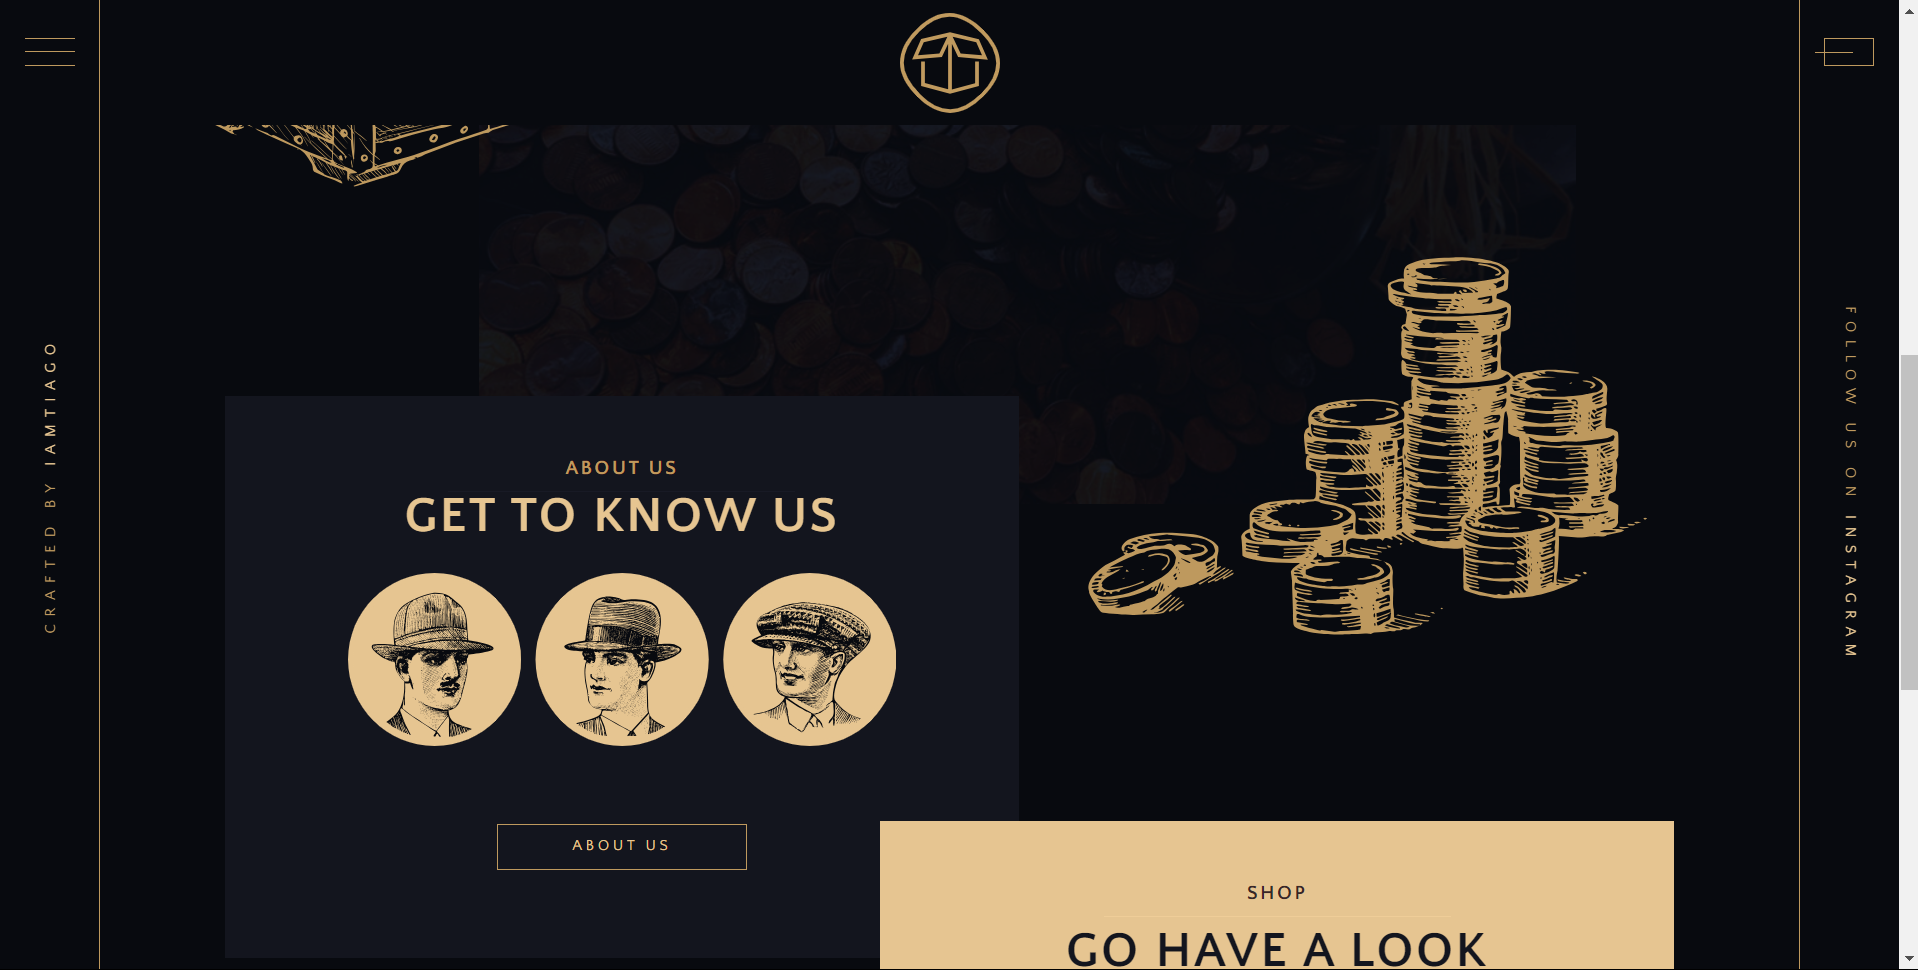 CRAFTED BY IAMTIAGO
ABOUT US
GET TO KNOW US
ABOUT US
SHOP
GO HAVE A LOOK
FOLLOW US ON INSTAGRAM